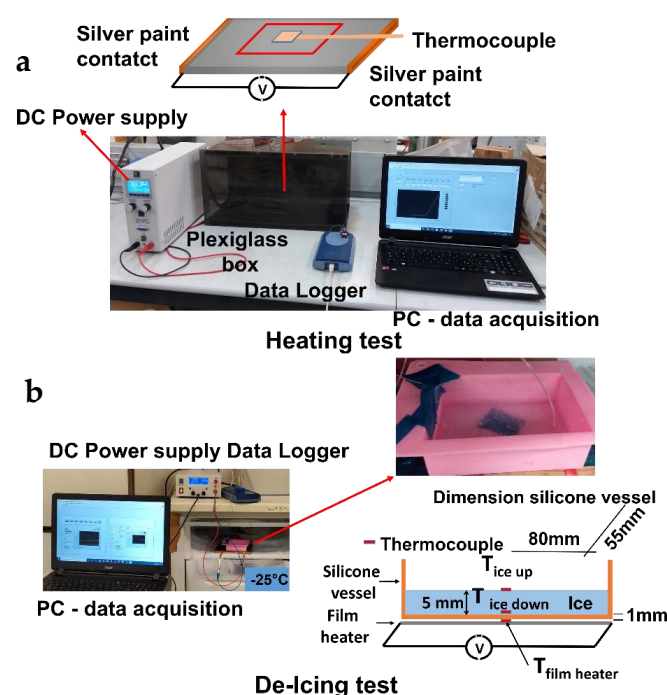 a
Silver paint
contatct
Thermocouple
Silver paint
contatct
V
DC Power supply
Plexiglass
box
Data Logger
PC - data acquisition
Heating test
b
DC Power supply Data Logger
-25°C
PC - data acquisition
Dimension silicone vessel
80mm
55mm
Thermocouple
T ice up
Silicone
vessel
5 mm
T ice down
Ice
1mm
Film
heater
V
T film heater
De-Icing test